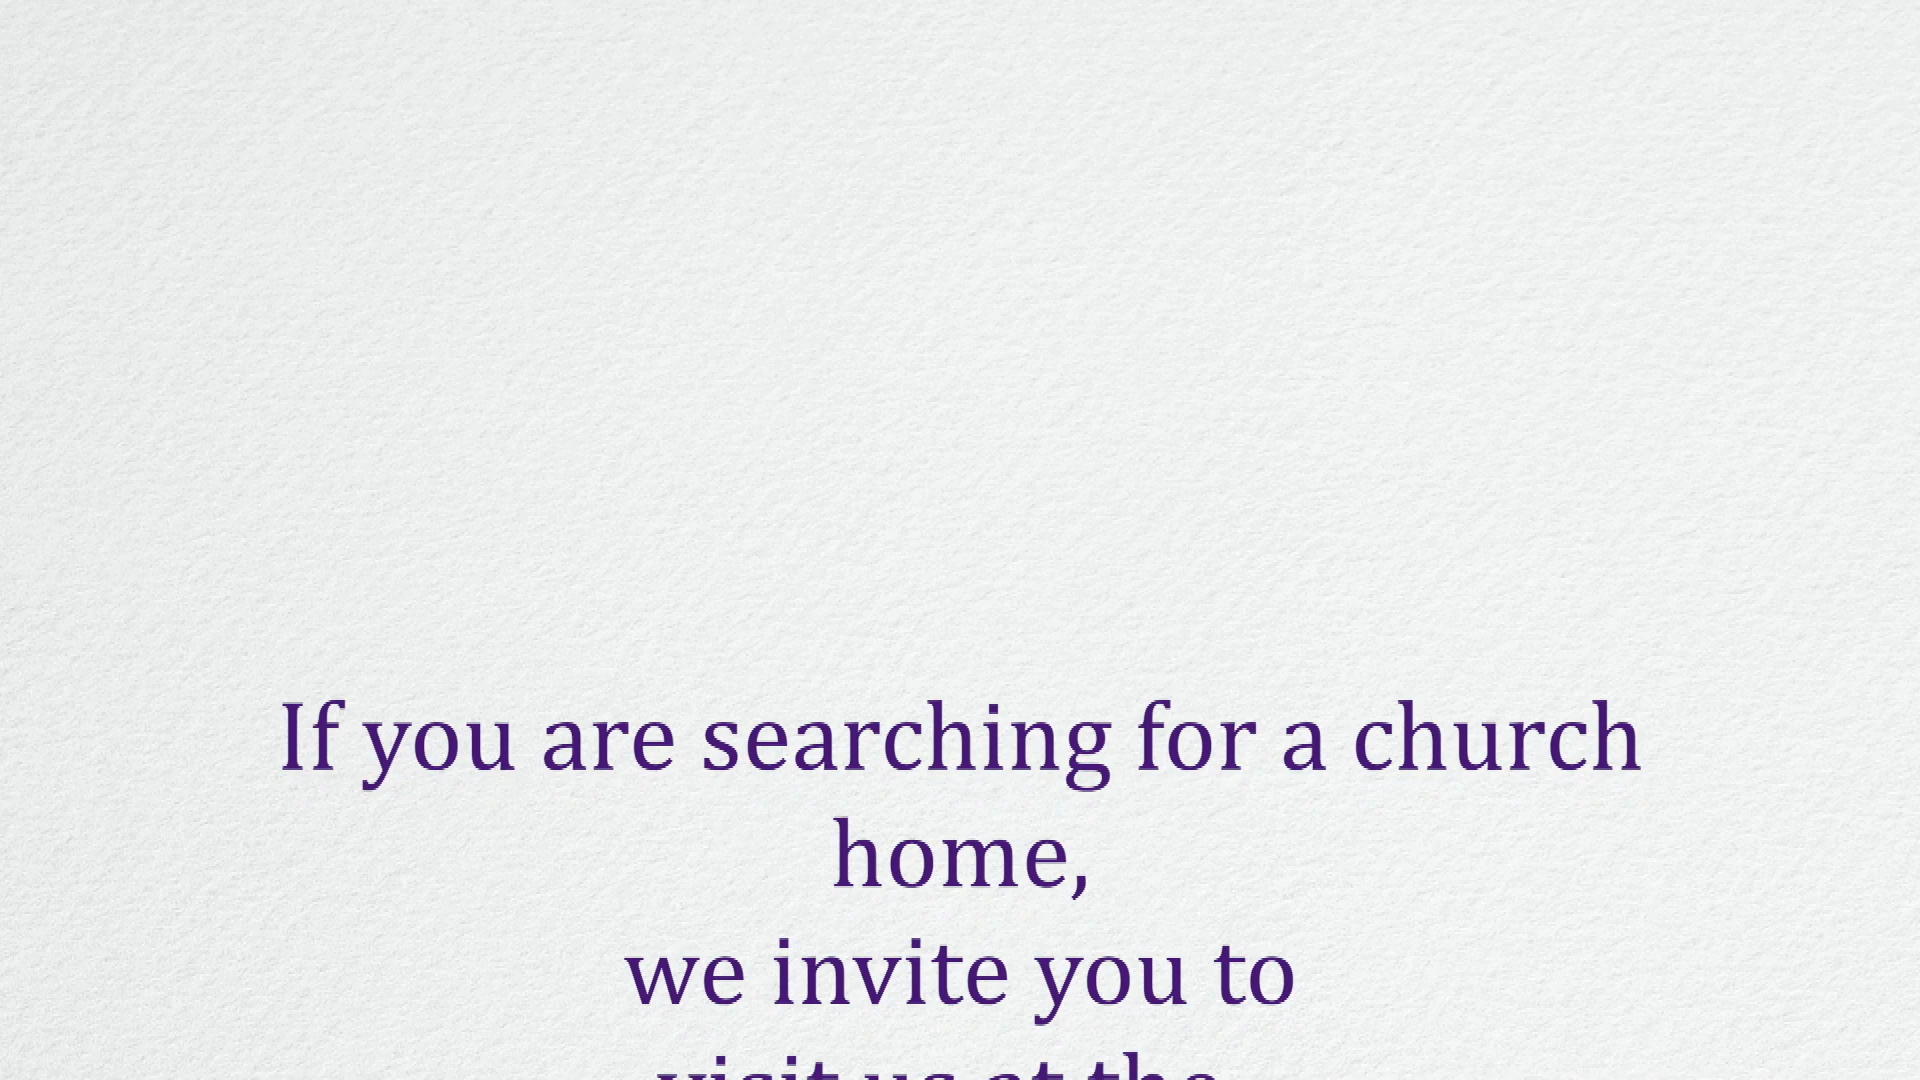 If you are searching for a church
home,
we invite you to
visit us at the